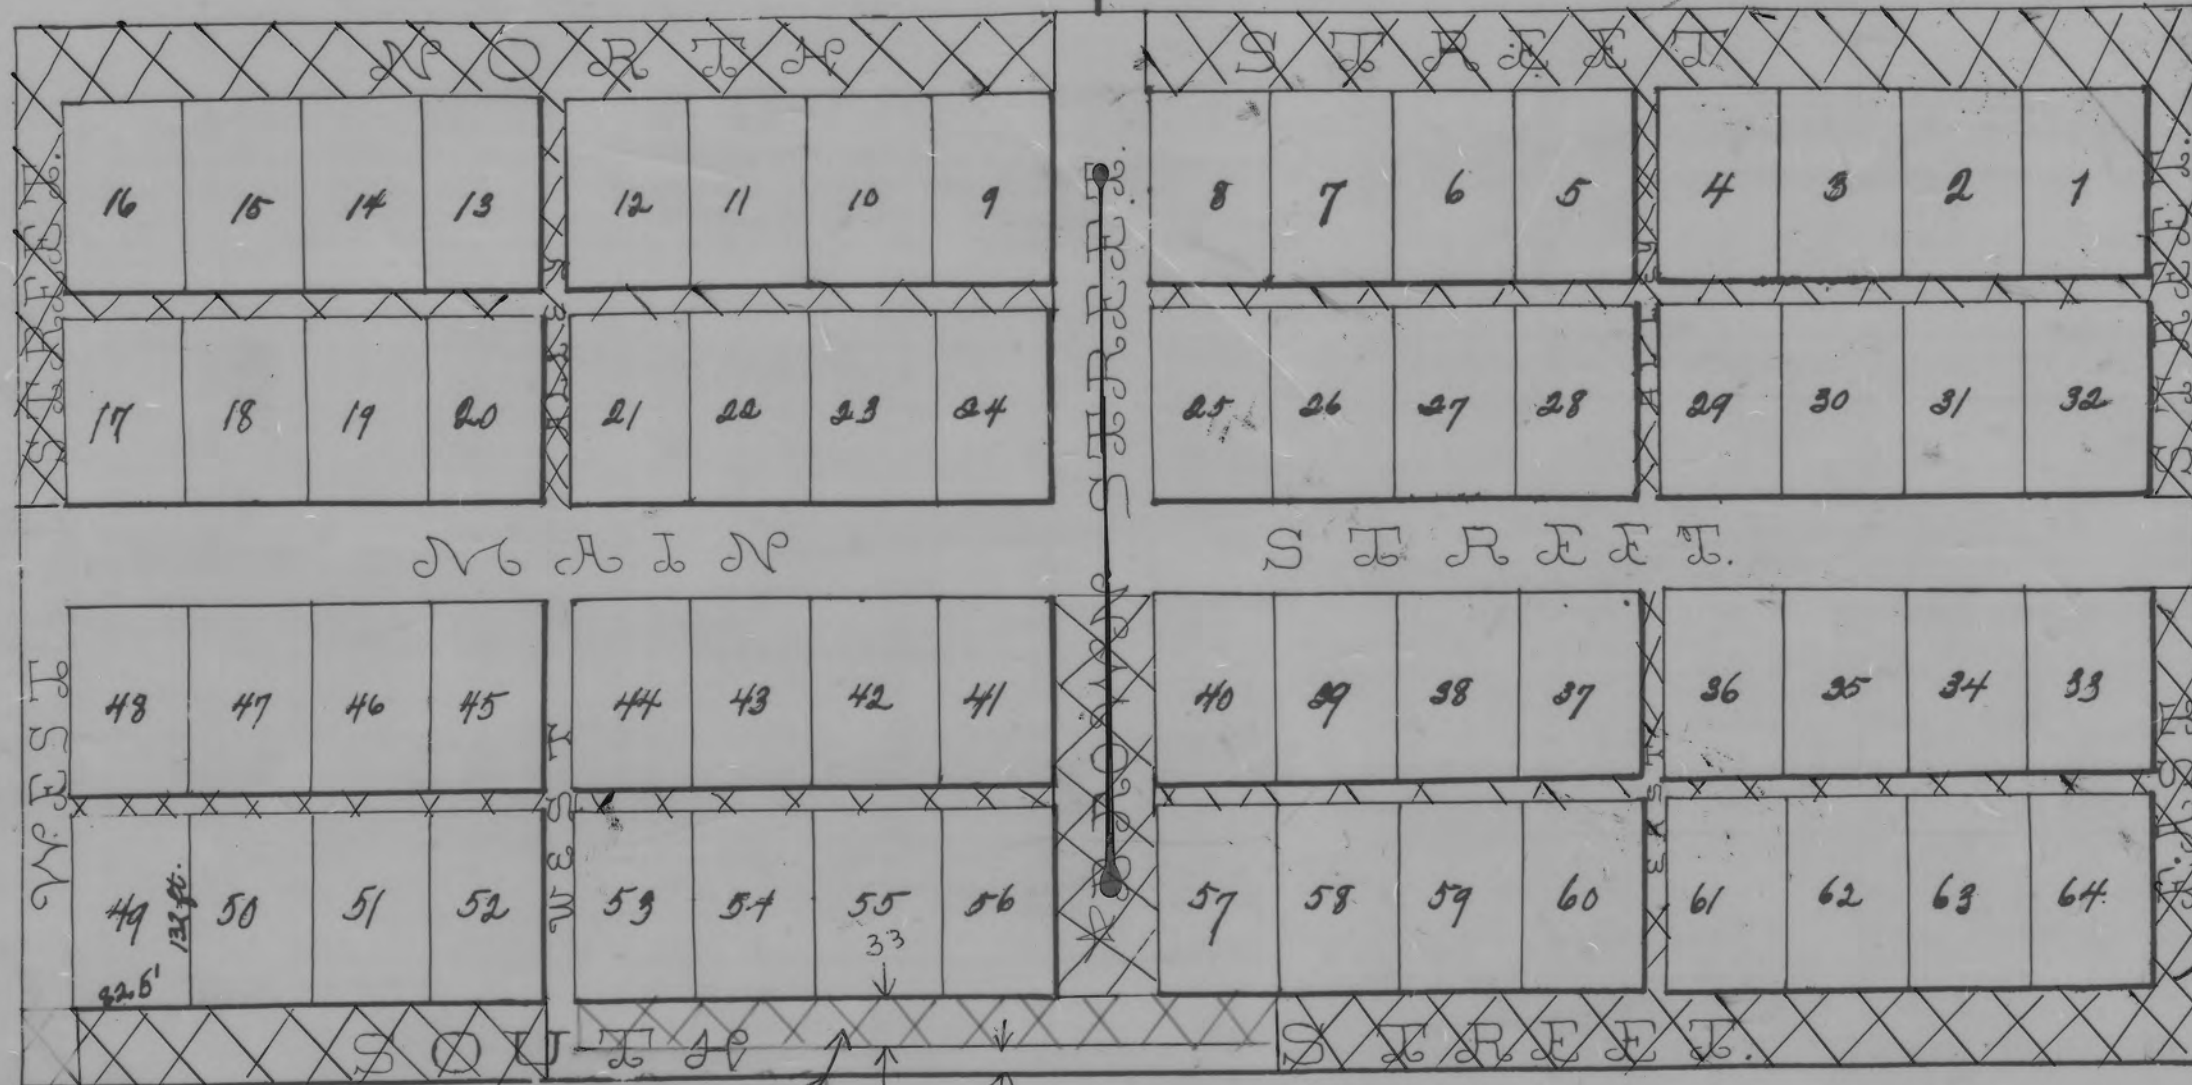 NORTH STREET
16 15 14 13 12 11 10 9 8 7 6 5 4 3 2 1
17 18 19 20 21 22 23 24 25 26 27 28 29 30 31 32
MAIN STREET.
48 47 46 45 44 43 42 41 40 39 38 37 36 35 34 33
49 50 51 52 53 54 55 56 57 58 59 60 61 62 63 64
132 ft.
82.5'
33
SOUTH STREET.
WEST STREET.
STREET.
STREET.